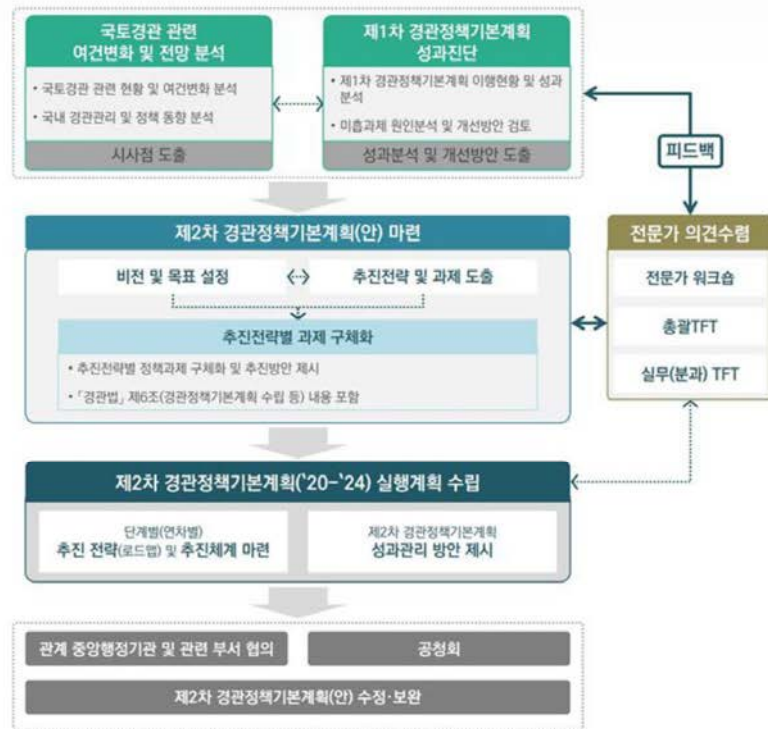 국토경관 관련
여건변화 및 전망 분석
• 국토경관 관련 현황 및 여건변화 분석
• 국내 경관관리 및 정책 동향 분석
시사점 도출
제1차 경관정책기본계획
성과진단
• 제1차 경관정책기본계획 이행현황 및 성과
분석
• 미흡과제 원인분석 및 개선방안 검토
성과분석 및 개선방안 도출
피드백
제2차 경관정책기본계획(안) 마련
비전 및 목표 설정
추진전략 및 과제 도출
추진전략별 과제 구체화
• 추진전략별 정책과제 구체화 및 추진방안 제시
• 「경관법」 제6조(경관정책기본계획 수립 등) 내용 포함
전문가 의견수렴
전문가 워크숍
총괄TFT
실무(분과) TFT
제2차 경관정책기본계획('20-'24) 실행계획 수립
단계별(연차별)
추진 전략(로드맵) 및 추진체계 마련
제2차 경관정책기본계획
성과관리 방안 제시
관계 중앙행정기관 및 관련 부서 협의
공청회
제2차 경관정책기본계획(안) 수정·보완